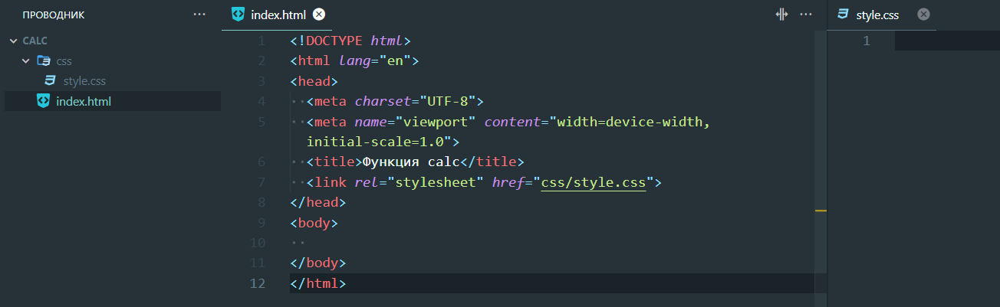 ПРОВОДНИК ...
CALC
css
style.css
index.html
index.html
1 <!DOCTYPE html>
2 <html lang="en">
3 <head>
4 <meta charset="UTF-8">
5 <meta name="viewport" content="width=device-width,
initial-scale=1.0">
6 <title>Функция calc</title>
7 <link rel="stylesheet" href="css/style.css">
8 </head>
9 <body>
10
11 </body>
12 </html>
style.css
1